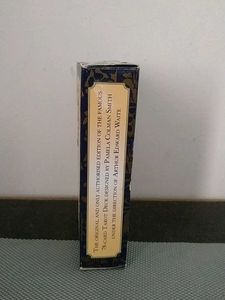 THE ORIGINAL AND ONLY AUTHORISED EDITION OF THE FAMOUS
78-CARD TAROT DECK DESIGNED BY PAMELA COLMAN SMITH
UNDER THE DIRECTION OF ARTHUR EDWARD WAITE